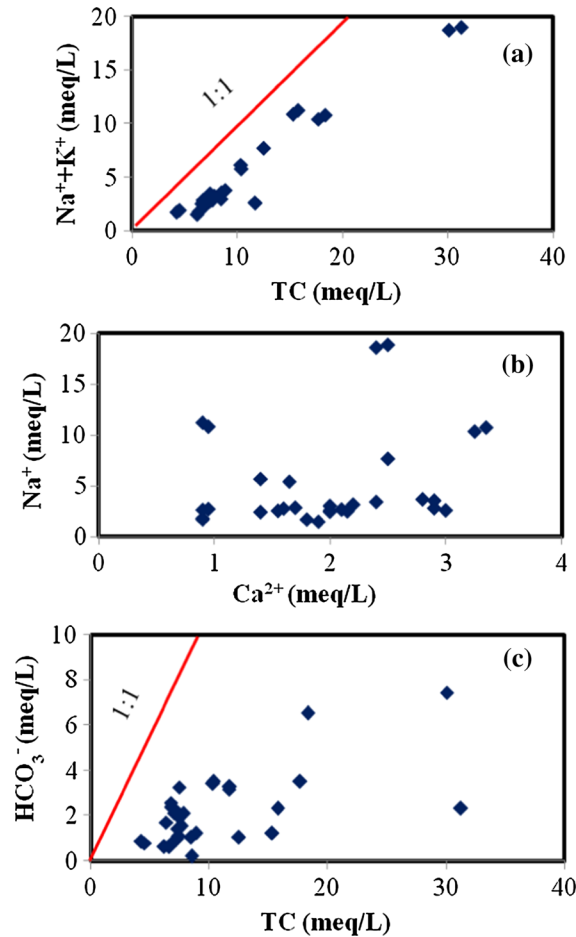 20
15
10
5
0
Na⁺+K⁺ (meq/L)
1:1
(a)
0 10 20 30 40
TC (meq/L)
20
15
10
5
0
Na⁺ (meq/L)
(b)
0 1 2 3 4
Ca²⁺ (meq/L)
10
8
6
4
2
0
HCO₃⁻ (meq/L)
1:1
(c)
0 10 20 30 40
TC (meq/L)